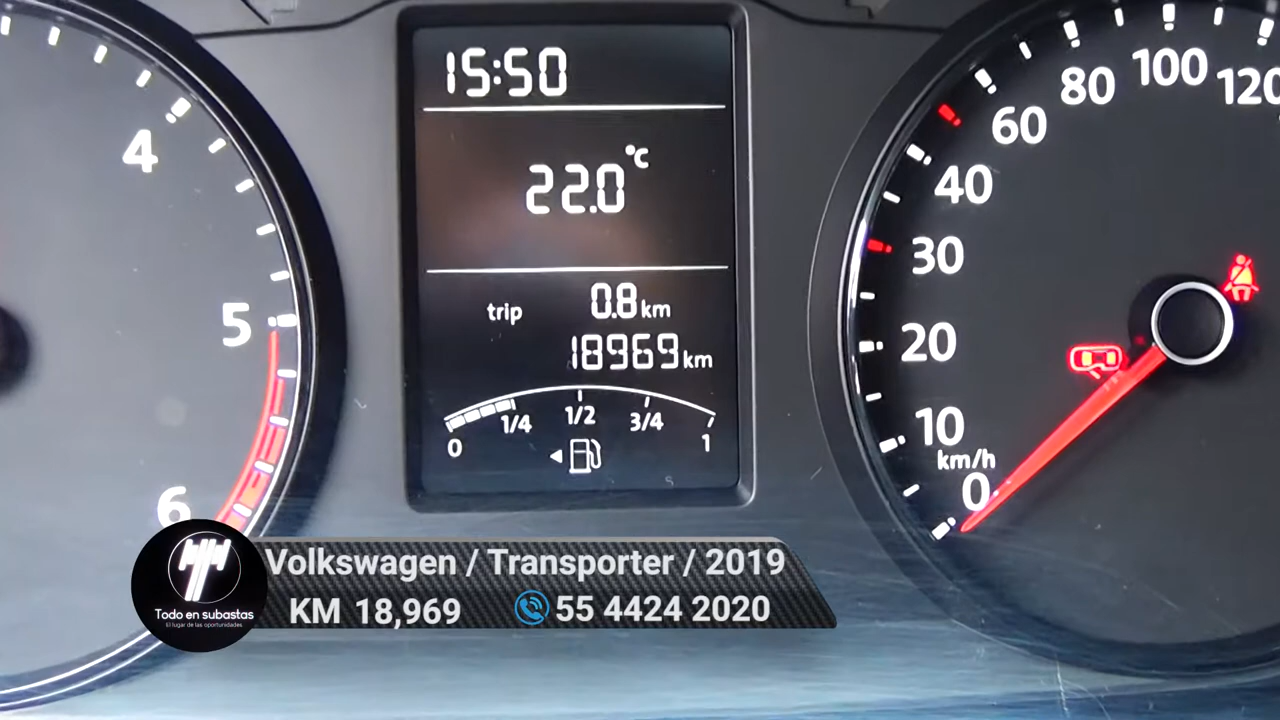 15:50
22.0 °C
trip 0.8 km
18969 km
0 1/4 1/2 3/4 1
4
5
6
0
km/h
10
20
30
40
60
80
100
120
Volkswagen / Transporter / 2019
KM 18,969 55 4424 2020
Todo en subastas
El lugar de las oportunidades